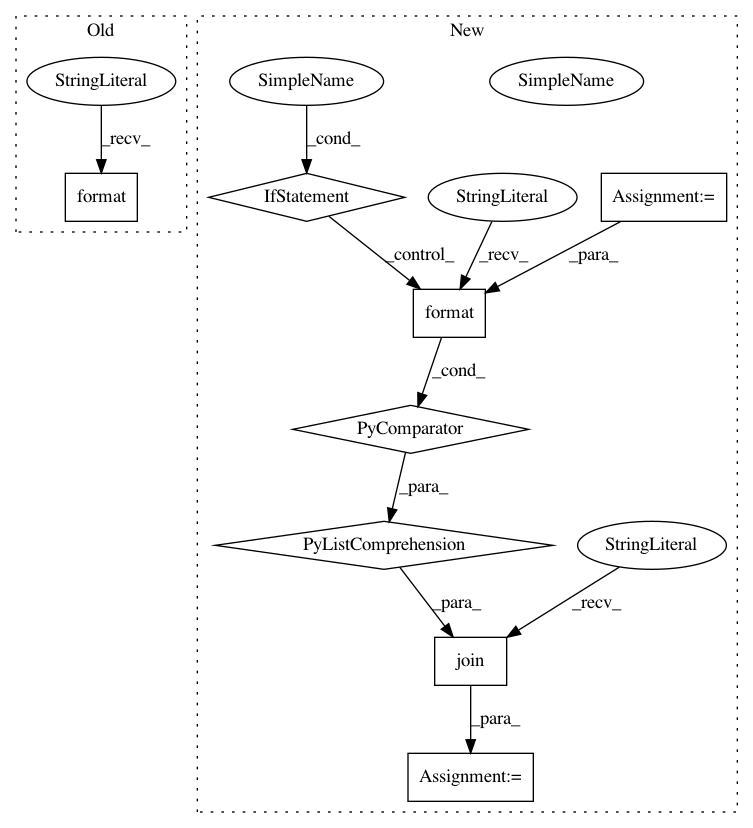 Old
New
StringLiteral
SimpleName
SimpleName
_recv_
_cond_
format
IfStatement
StringLiteral
Assignment:=
_control_
_recv_
_para_
format
_cond_
PyComparator
_para_
PyListComprehension
StringLiteral
_para_
_recv_
join
_para_
Assignment:=